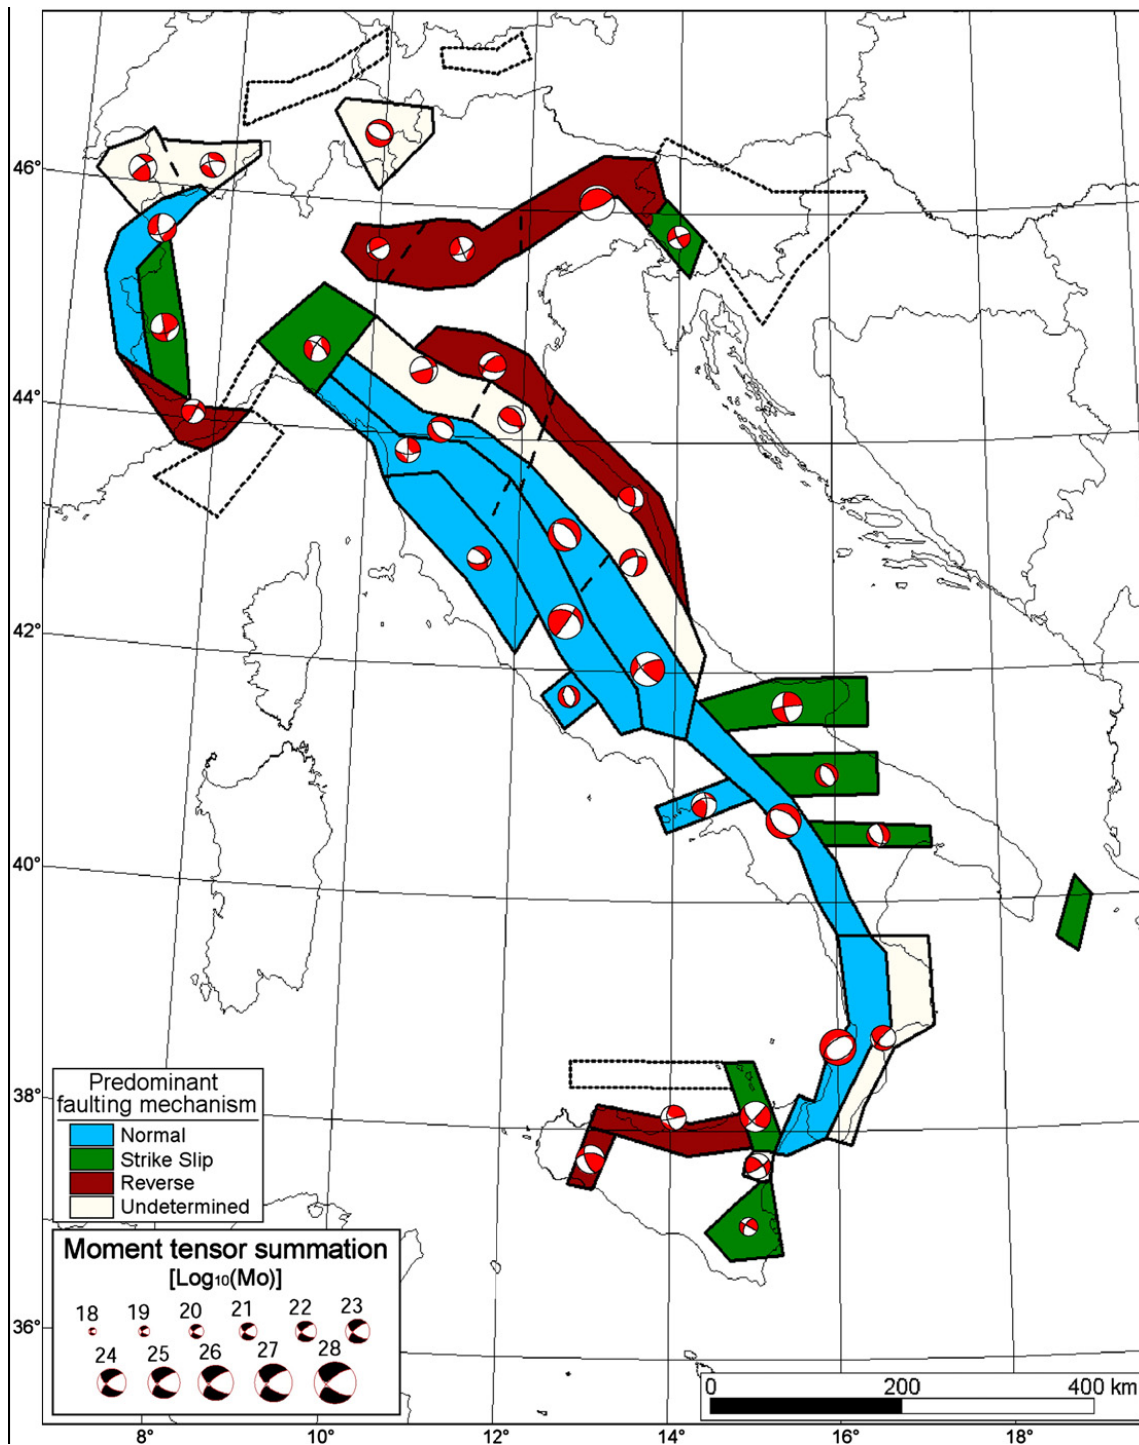 46°
44°
42°
40°
38°
36°
Predominant
faulting mechanism
Normal
Strike Slip
Reverse
Undetermined
Moment tensor summation
[Log10(Mo)]
18 19 20 21 22 23
24 25 26 27 28
0 200 400 km
8° 10° 12° 14° 16° 18°